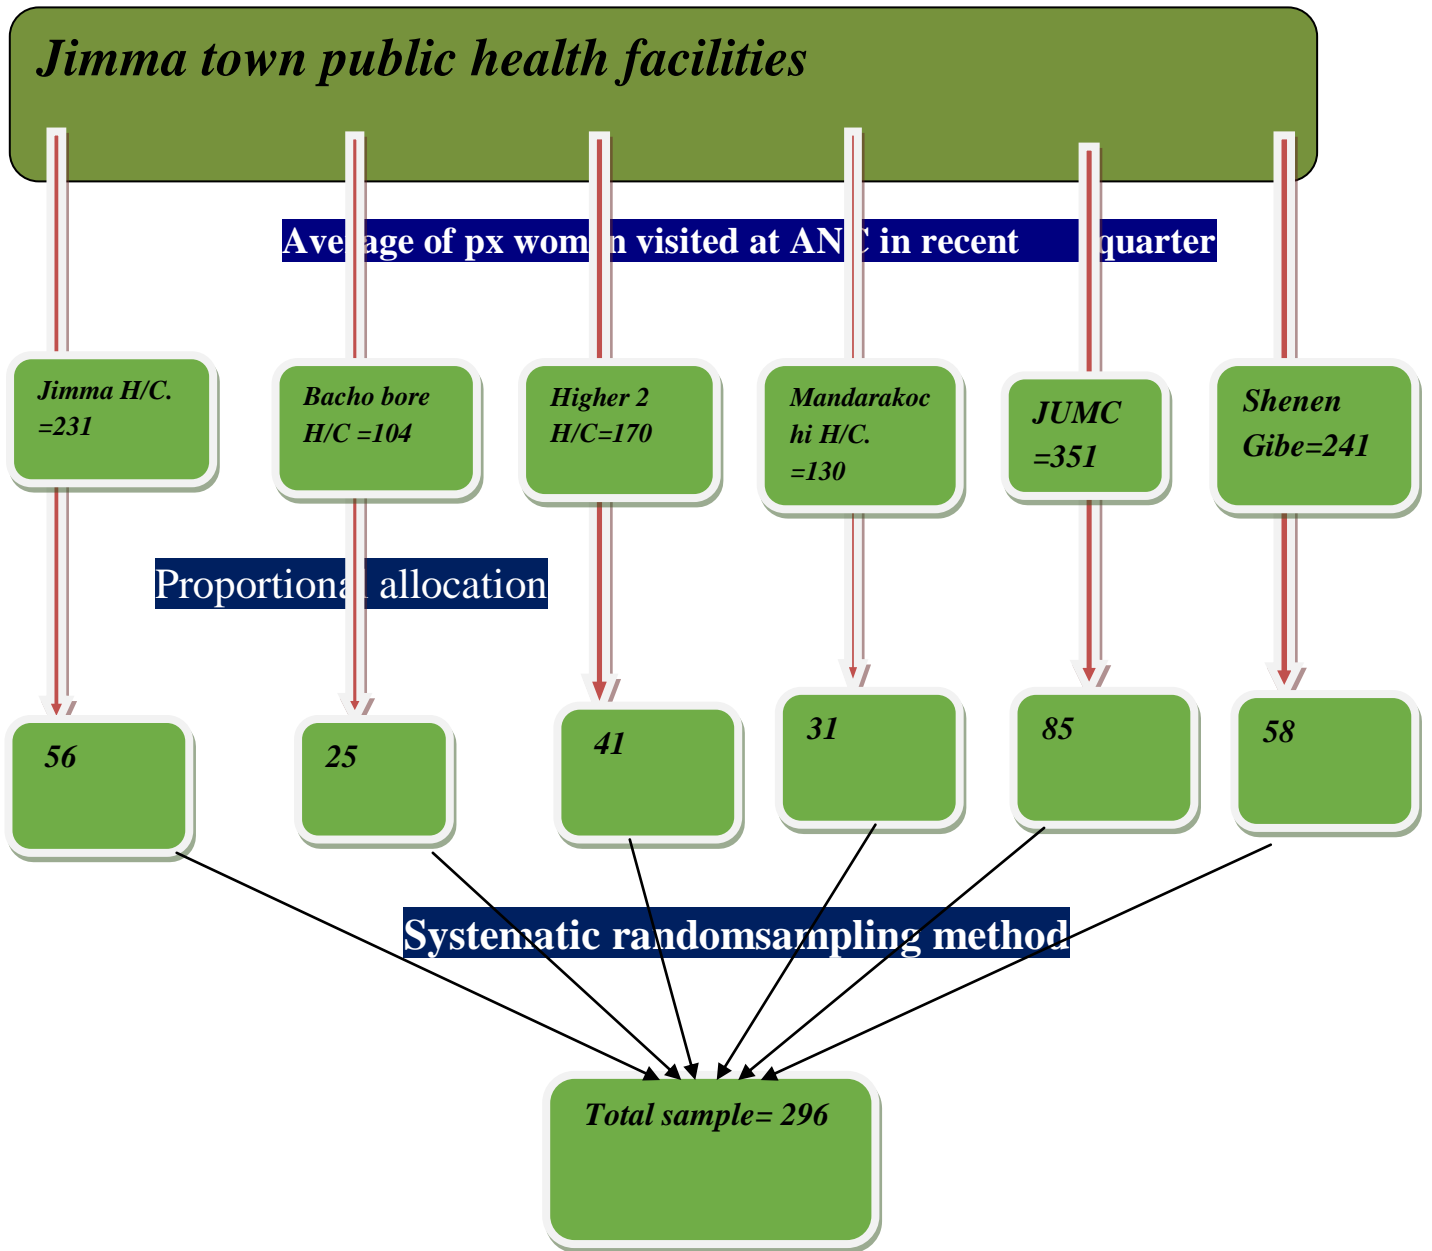 Jimma town public health facilities
Ave age of px wom n visited at AN C in recent quarter
Jimma H/C.
=231
Bacho bore
H/C =104
Higher 2
H/C=170
Mandarakoc
hi H/C.
=130
JUMC
=351
Shenen
Gibe=241
Proportional allocation
56
25
41
31
85
58
Systematic randomsampling method
Total sample= 296